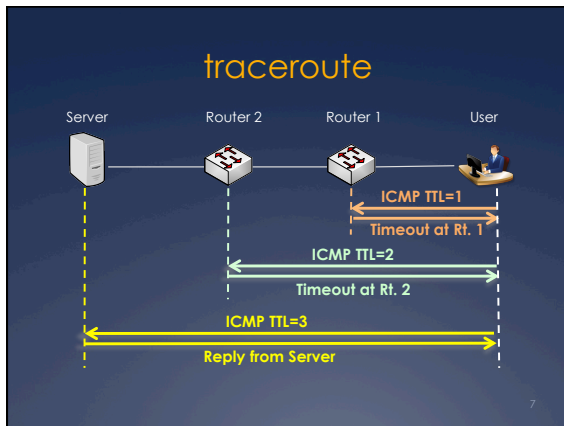 traceroute
Server Router 2 Router 1 User
ICMP TTL=1
Timeout at Rt. 1
ICMP TTL=2
Timeout at Rt. 2
ICMP TTL=3
Reply from Server
7